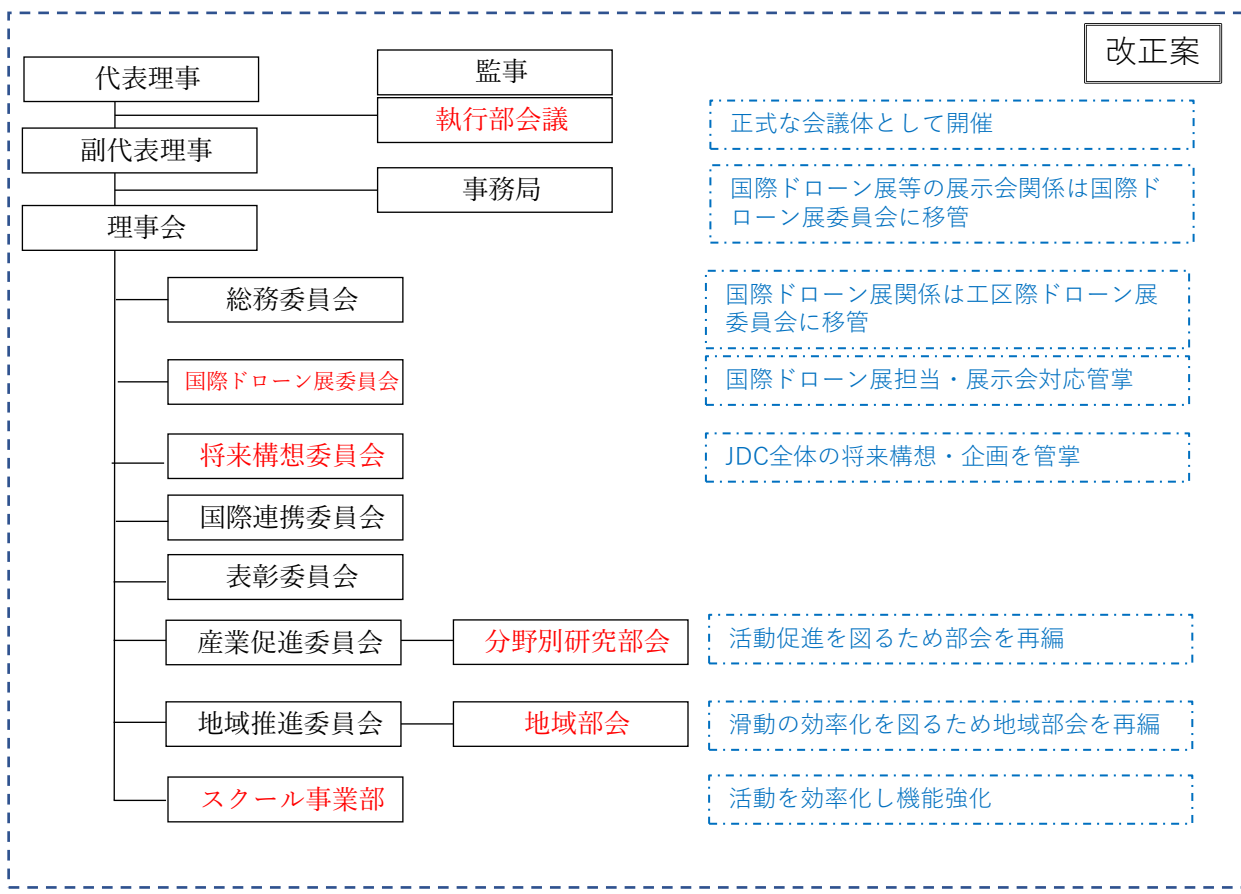 改正案
代表理事
監事
執行部会議
正式な会議体として開催
副代表理事
事務局
国際ドローン展等の展示会関係は国際ド
ローン展委員会に移管
理事会
総務委員会
国際ドローン展関係は工区際ドローン展
委員会に移管
国際ドローン展委員会
国際ドローン展担当・展示会対応管掌
将来構想委員会
JDC全体の将来構想・企画を管掌
国際連携委員会
表彰委員会
産業促進委員会
分野別研究部会
活動促進を図るため部会を再編
地域推進委員会
地域部会
滑動の効率化を図るため地域部会を再編
スクール事業部
活動を効率化し機能強化